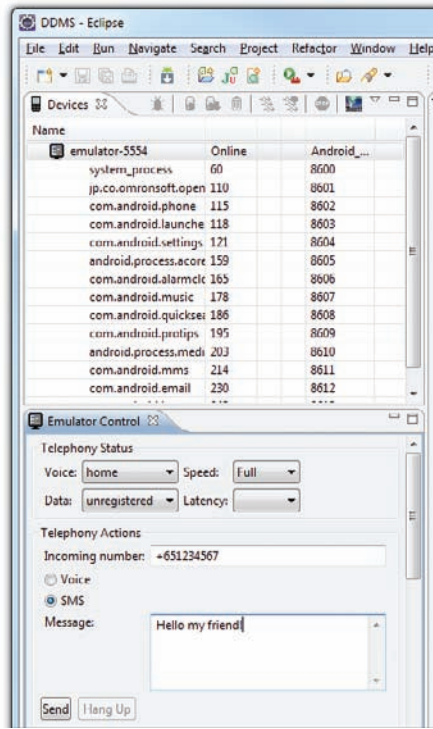 DDMS - Eclipse
File Edit Run Navigate Search Project Refactor Window Help
Devices
Name
emulator-5554 Online Android_...
system_process 60 8600
jp.co.omronsoft.open 110 8601
com.android.phone 115 8602
com.android.launche 118 8603
com.android.settings 121 8604
android.process.acore 159 8605
com.android.alarmclo 165 8606
com.android.music 178 8607
com.android.quicksea 186 8608
com.android.protips 195 8609
android.process.medi 203 8610
com.android.mms 214 8611
com.android.email 230 8612
Emulator Control
Telephony Status
Voice: home Speed: Full
Data: unregistered Latency:
Telephony Actions
Incoming number: +651234567
Voice
SMS
Message: Hello my friend!
Send Hang Up